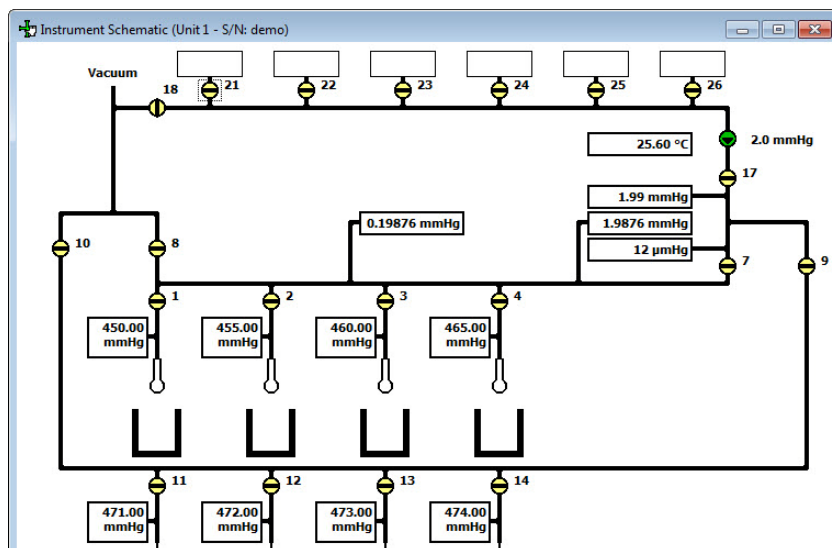 Instrument Schematic (Unit 1 - S/N: demo)
Vacuum
18
21
22
23
24
25
26
25.60 °C
2.0 mmHg
17
1.99 mmHg
0.19876 mmHg
1.9876 mmHg
10
8
12 µmHg
7
9
1
2
3
4
450.00
mmHg
455.00
mmHg
460.00
mmHg
465.00
mmHg
11
12
13
14
471.00
mmHg
472.00
mmHg
473.00
mmHg
474.00
mmHg